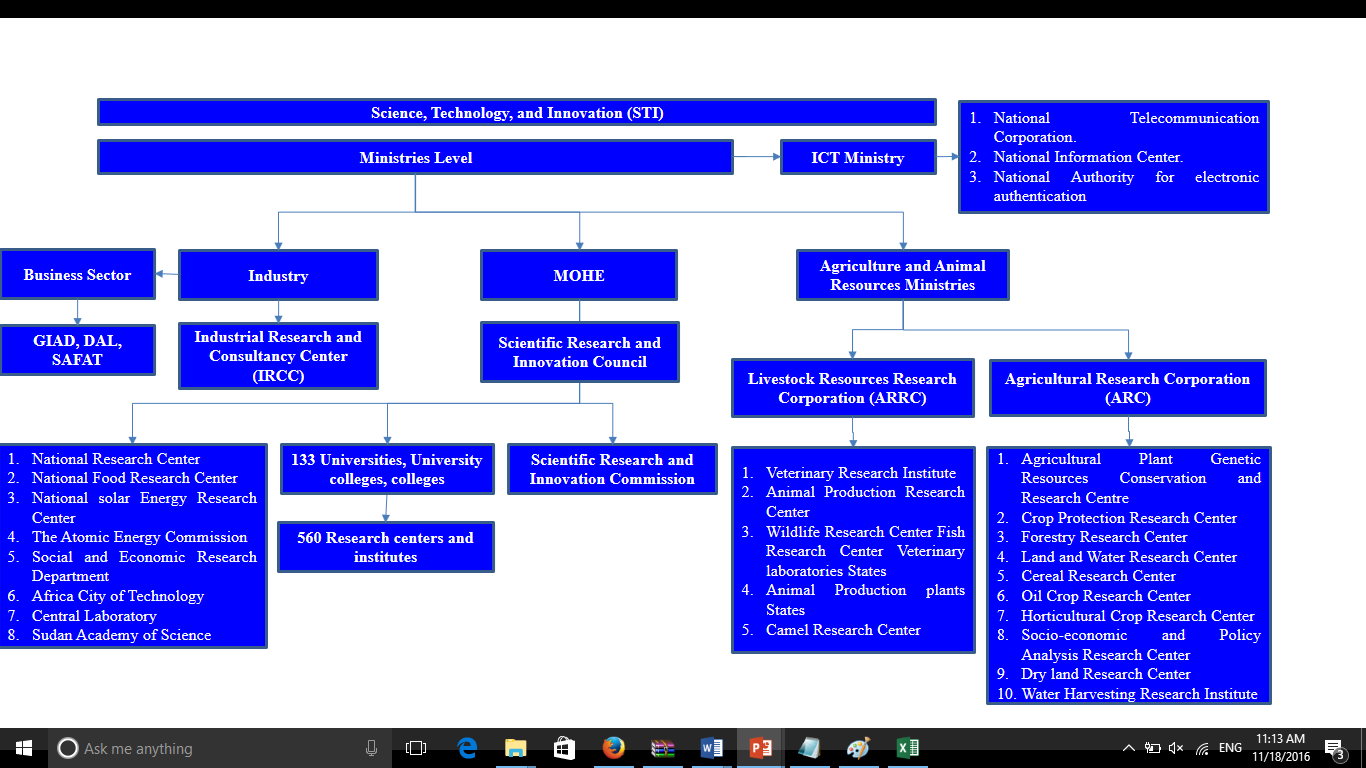 Science, Technology, and Innovation (STI)
Ministries Level
ICT Ministry
1. National Telecommunication
Corporation.
2. National Information Center.
3. National Authority for electronic
authentication
Business Sector
Industry
MOHE
Agriculture and Animal
Resources Ministries
GIAD, DAL,
SAFAT
Industrial Research and
Consultancy Center
(IRCC)
Scientific Research and
Innovation Council
Livestock Resources Research
Corporation (ARRC)
Agricultural Research Corporation
(ARC)
1. National Research Center
2. National Food Research Center
3. National solar Energy Research
Center
4. The Atomic Energy Commission
5. Social and Economic Research
Department
6. Africa City of Technology
7. Central Laboratory
8. Sudan Academy of Science
133 Universities, University
colleges, colleges
560 Research centers and
institutes
Scientific Research and
Innovation Commission
1. Veterinary Research Institute
2. Animal Production Research
Center
3. Wildlife Research Center Fish
Research Center Veterinary
laboratories States
4. Animal Production plants
States
5. Camel Research Center
1. Agricultural Plant Genetic
Resources Conservation and
Research Centre
2. Crop Protection Research Center
3. Forestry Research Center
4. Land and Water Research Center
5. Cereal Research Center
6. Oil Crop Research Center
7. Horticultural Crop Research Center
8. Socio-economic and Policy
Analysis Research Center
9. Dry land Research Center
10. Water Harvesting Research Institute
Ask me anything
ENG
11:13 AM
11/18/2016
3